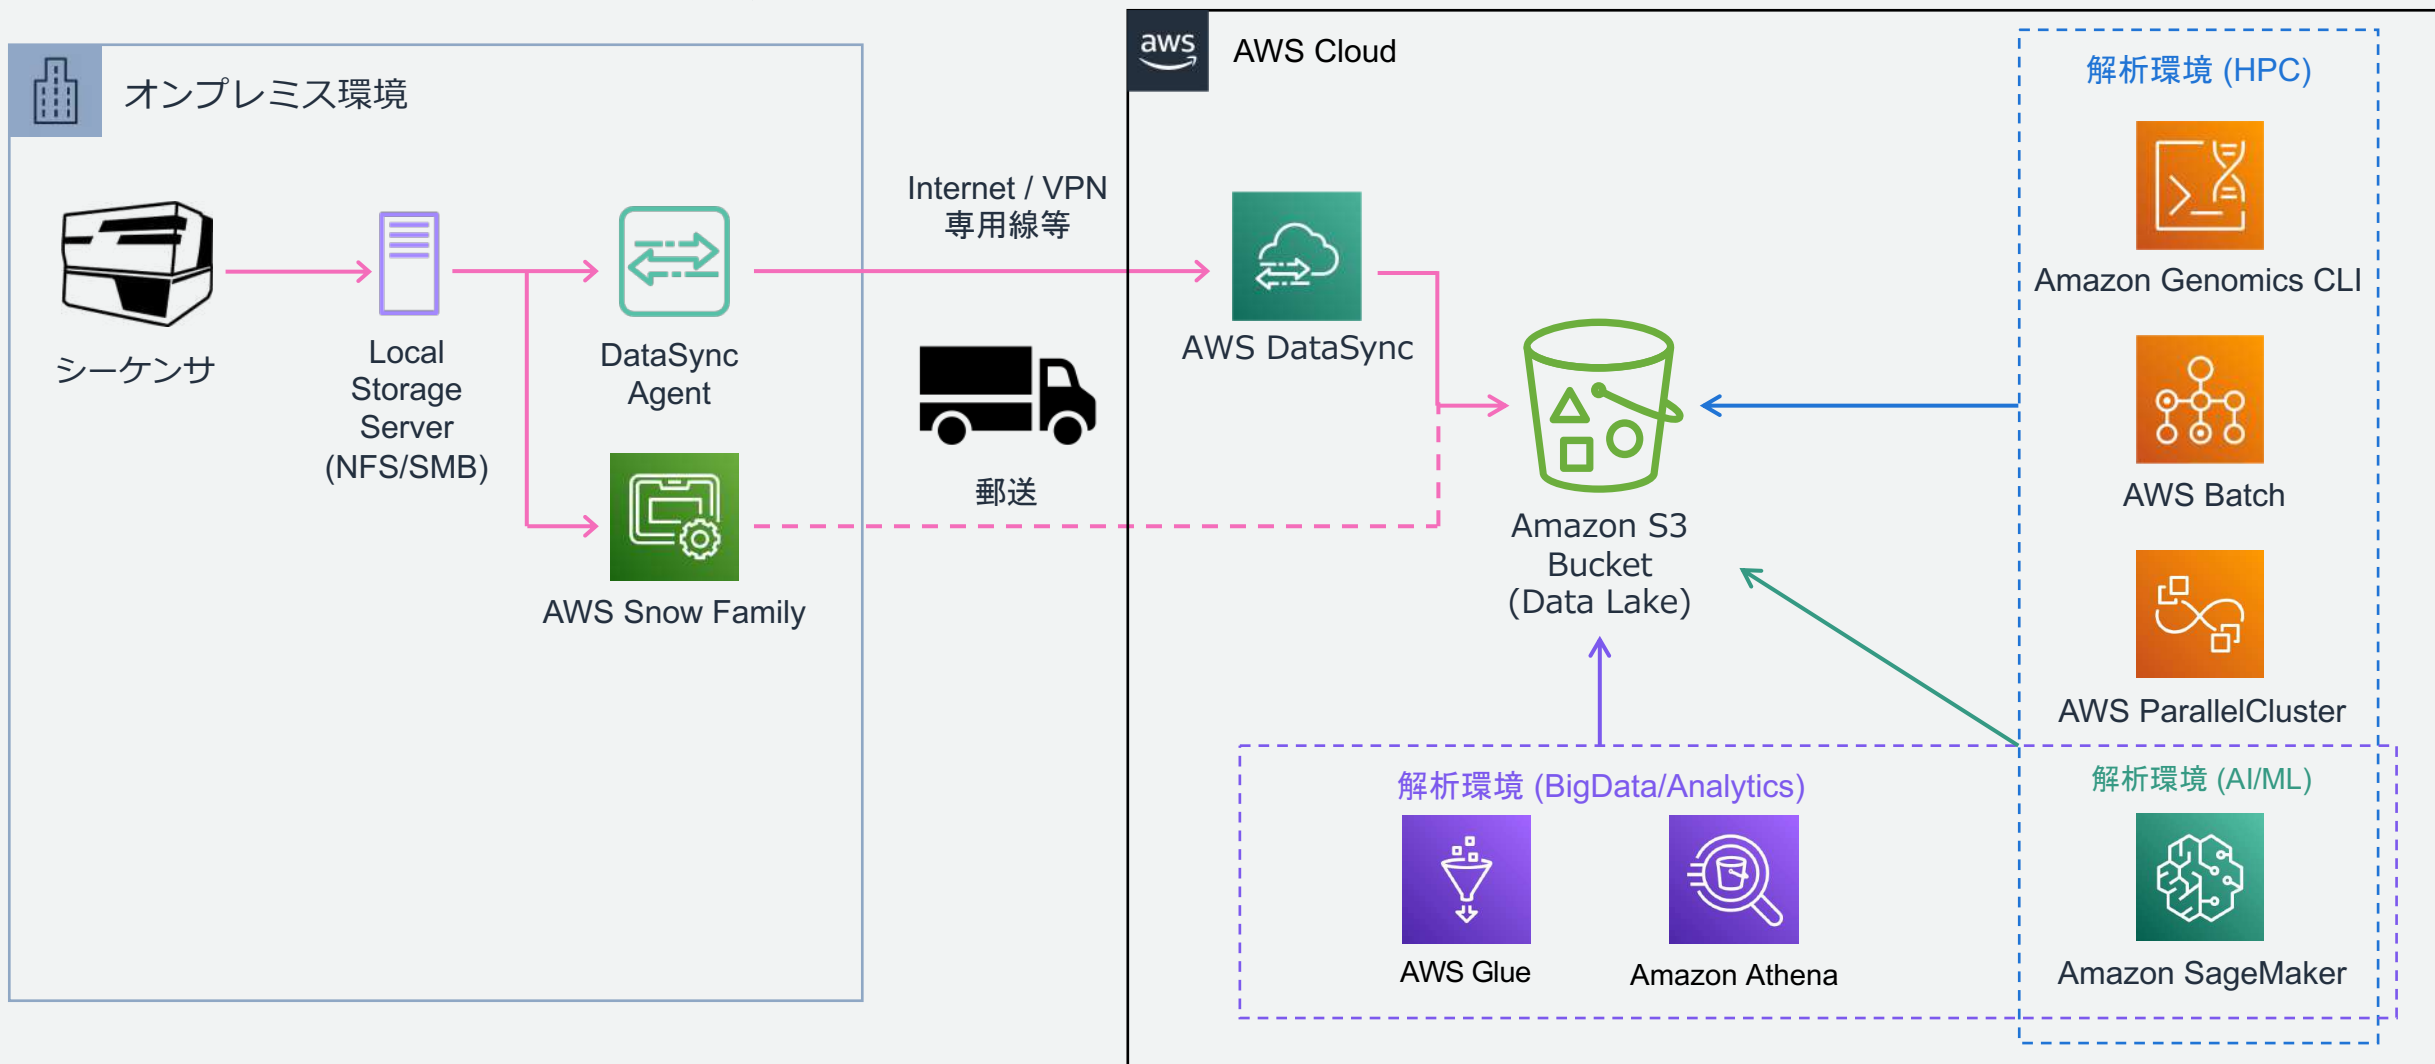 オンプレミス環境
シーケンサ
Local
Storage
Server
(NFS/SMB)
DataSync
Agent
AWS Snow Family
Internet / VPN
専用線等
郵送
aws
AWS Cloud
AWS DataSync
Amazon S3
Bucket
(Data Lake)
解析環境 (HPC)
Amazon Genomics CLI
AWS Batch
AWS ParallelCluster
解析環境 (BigData/Analytics)
AWS Glue
Amazon Athena
解析環境 (AI/ML)
Amazon SageMaker